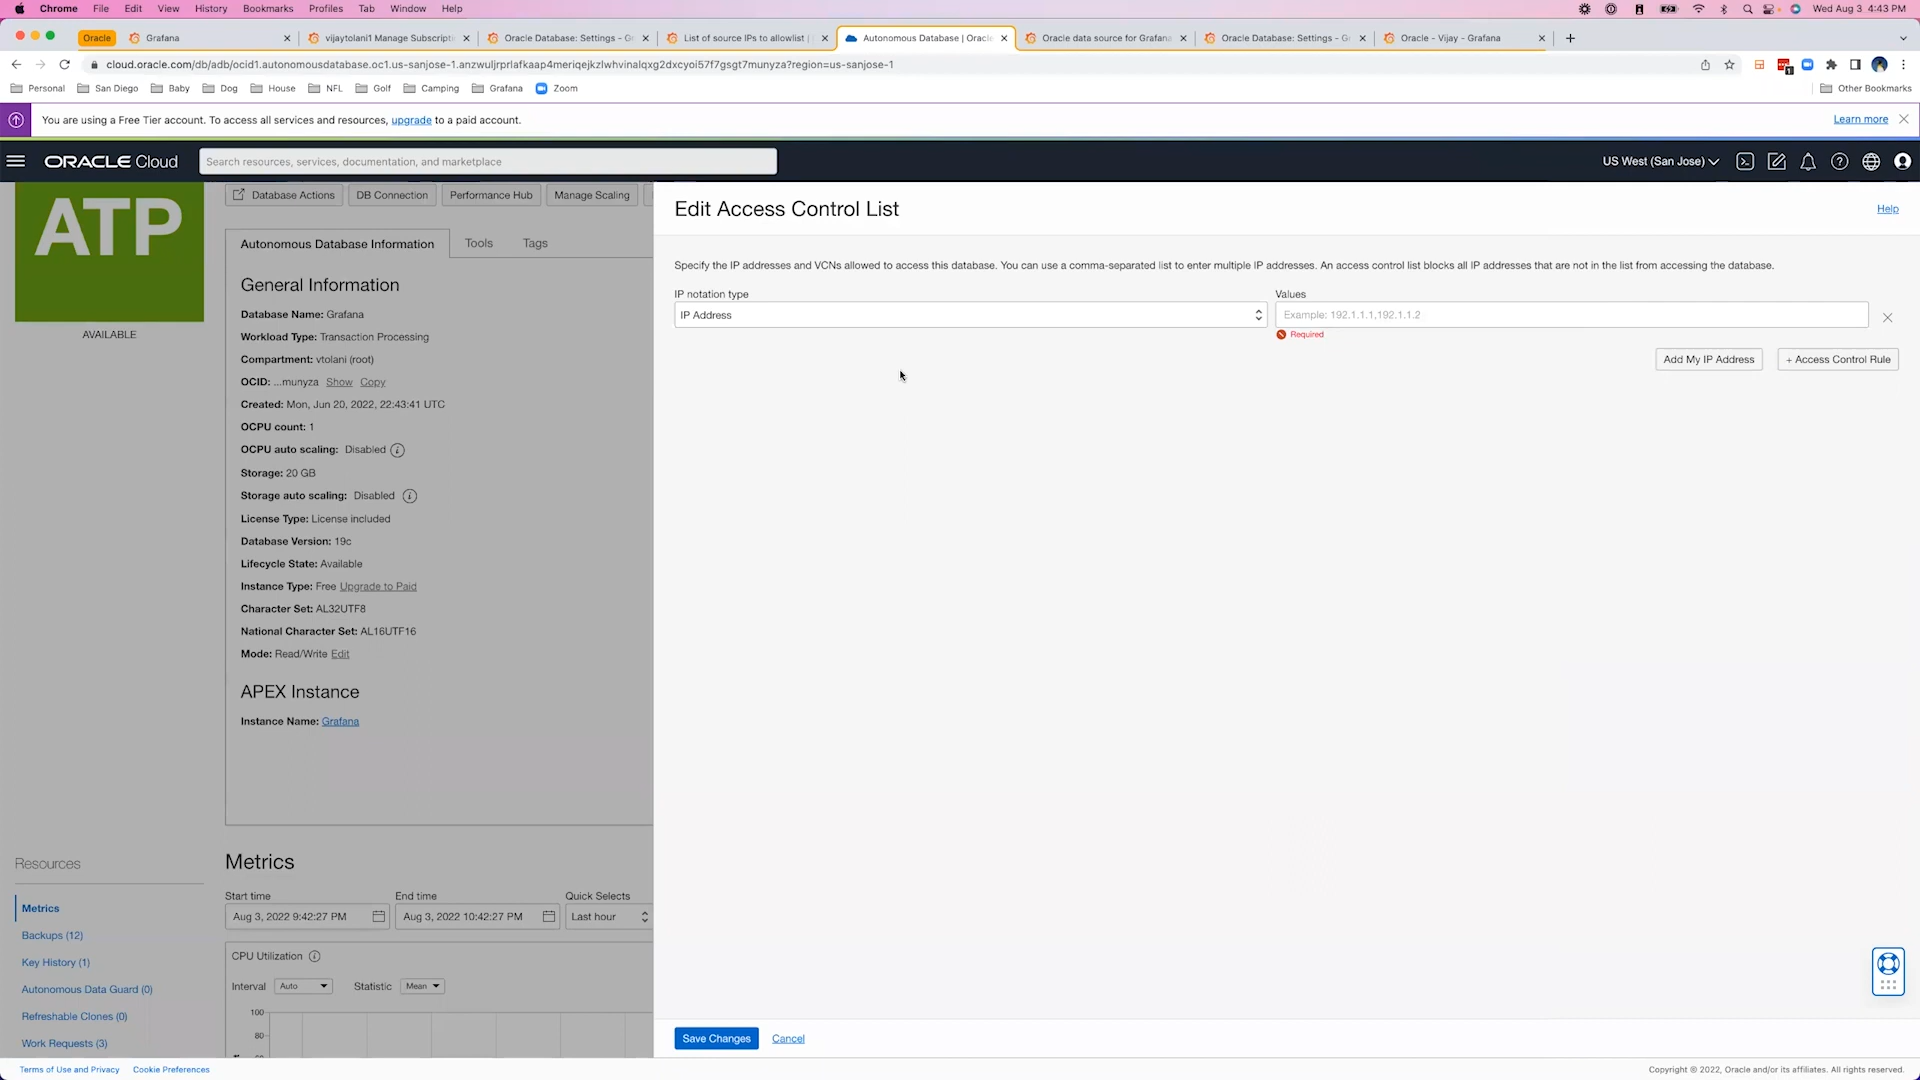 Chrome File Edit View History Bookmarks Profiles Tab Window Help
Wed Aug 3 4:43 PM
Oracle Grafana
vijaytolani1 Manage Subscripti
Oracle Database: Settings - G
List of source IPs to allowlist |
Autonomous Database | Oracle
Oracle data source for Grafana
Oracle Database: Settings - G
Oracle - Vijay - Grafana
cloud.oracle.com/db/adb/ocid1.autonomousdatabase.oc1.us-sanjose-1.anzwuljrprlafkaap4meriqejkzlwhvinalqxg2dxcyoi57f7gsgt7munyza?region=us-sanjose-1
Personal San Diego Baby Dog House NFL Golf Camping Grafana Zoom
Other Bookmarks
You are using a Free Tier account. To access all services and resources, upgrade to a paid account.
Learn more
ORACLE Cloud
Search resources, services, documentation, and marketplace
US West (San Jose)
ATP
AVAILABLE
Database Actions DB Connection Performance Hub Manage Scaling
Autonomous Database Information Tools Tags
General Information
Database Name: Grafana
Workload Type: Transaction Processing
Compartment: vtolani (root)
OCID: ...munyza Show Copy
Created: Mon, Jun 20, 2022, 22:43:41 UTC
OCPU count: 1
OCPU auto scaling: Disabled
Storage: 20 GB
Storage auto scaling: Disabled
License Type: License included
Database Version: 19c
Lifecycle State: Available
Instance Type: Free Upgrade to Paid
Character Set: AL32UTF8
National Character Set: AL16UTF16
Mode: Read/Write Edit
APEX Instance
Instance Name: Grafana
Resources
Metrics
Backups (12)
Key History (1)
Autonomous Data Guard (0)
Refreshable Clones (0)
Work Requests (3)
Metrics
Start time End time Quick Selects
Aug 3, 2022 9:42:27 PM Aug 3, 2022 10:42:27 PM Last hour
CPU Utilization
Interval Auto Statistic Mean
100
80
Edit Access Control List
Help
Specify the IP addresses and VCNs allowed to access this database. You can use a comma-separated list to enter multiple IP addresses. An access control list blocks all IP addresses that are not in the list from accessing the database.
IP notation type Values
IP Address Example: 192.1.1.1,192.1.1.2
Required
Add My IP Address + Access Control Rule
Save Changes Cancel
Terms of Use and Privacy Cookie Preferences
Copyright © 2022, Oracle and/or its affiliates. All rights reserved.